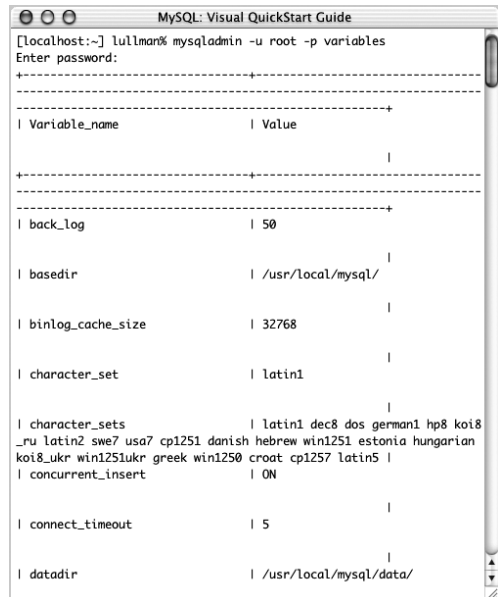 MySQL: Visual QuickStart Guide
[localhost:~] lullman% mysqladmin -u root -p variables
Enter password:
+---------------------------------+--------------------------------
-------------------------------------------------------------------
-----------------------------------------------------+
| Variable_name | Value
|
+---------------------------------+--------------------------------
-------------------------------------------------------------------
-----------------------------------------------------+
| back_log | 50
|
| basedir | /usr/local/mysql/
|
| binlog_cache_size | 32768
|
| character_set | latin1
|
| character_sets | latin1 dec8 dos german1 hp8 koi8
_ru latin2 swe7 usa7 cp1251 danish hebrew win1251 estonia hungarian
koi8_ukr win1251ukr greek win1250 croat cp1257 latin5 |
| concurrent_insert | ON
|
| connect_timeout | 5
|
| datadir | /usr/local/mysql/data/